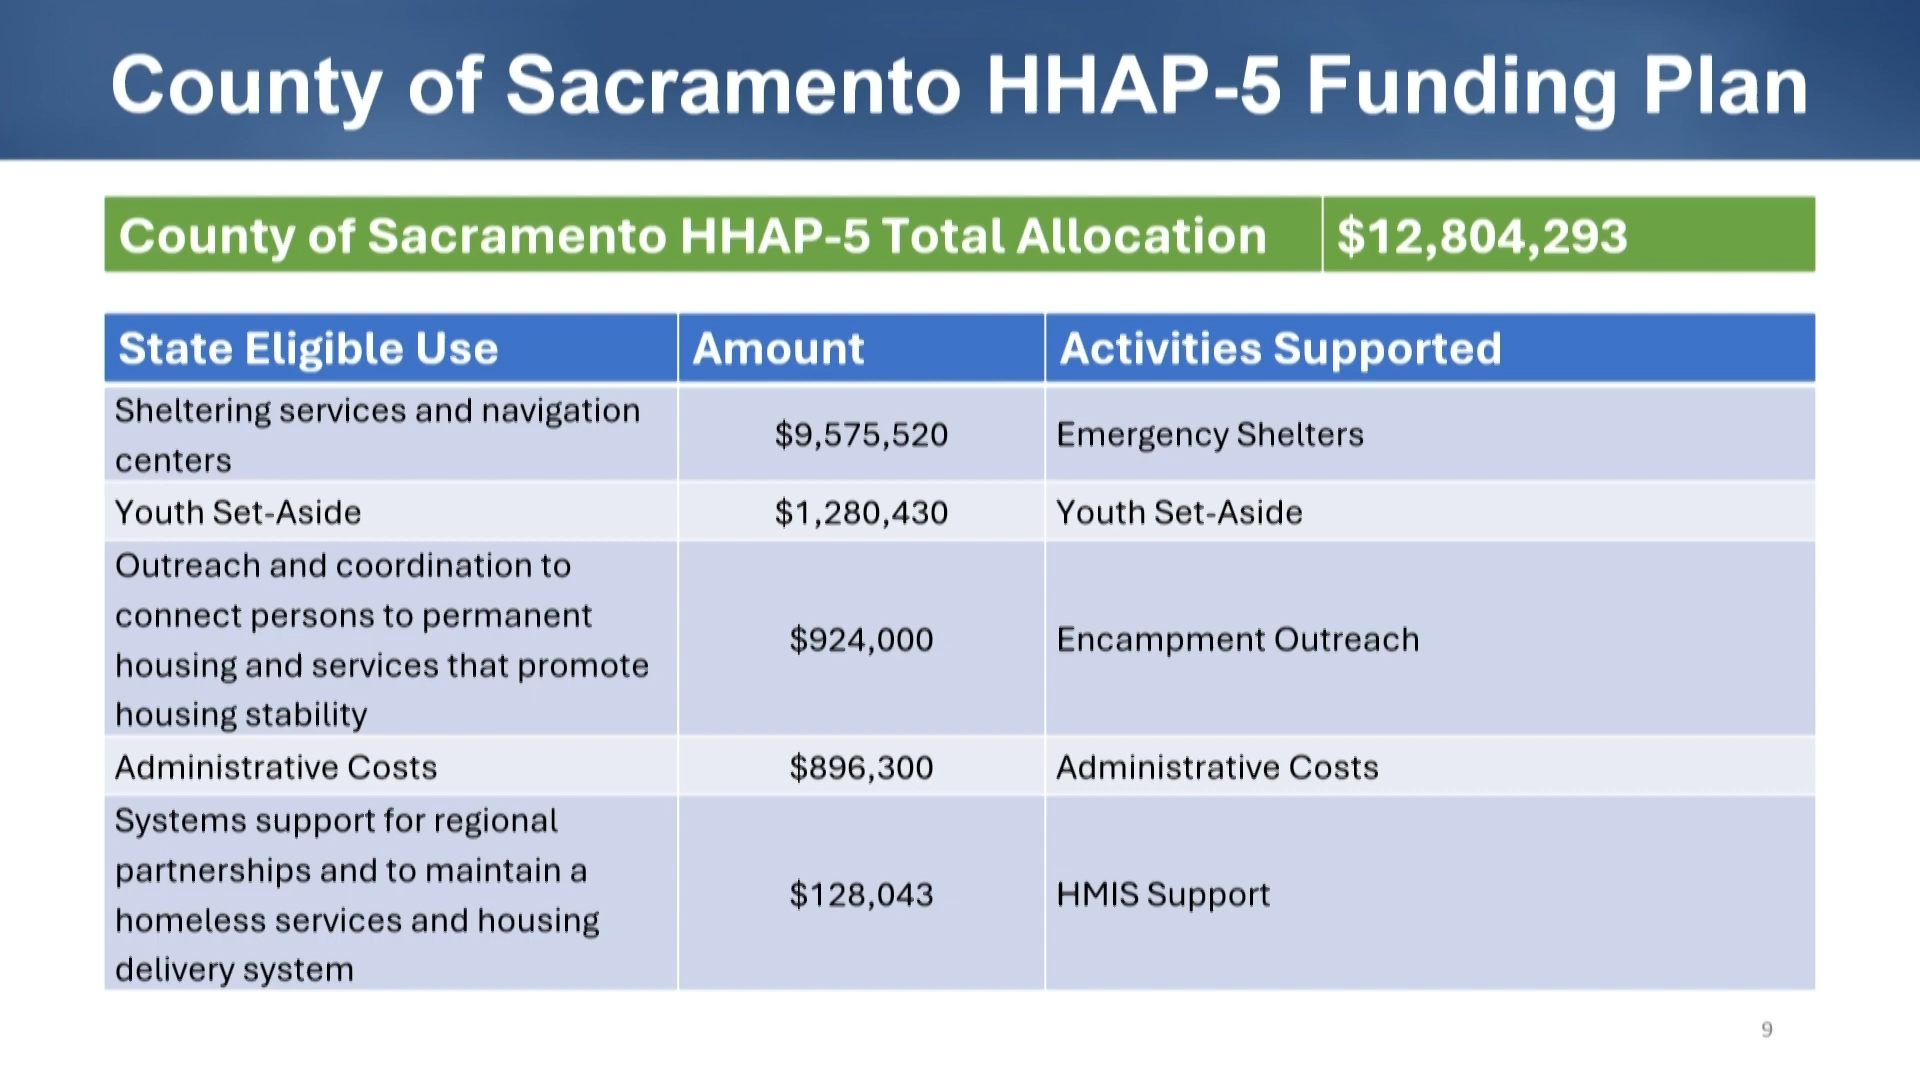 County of Sacramento HHAP-5 Funding Plan
County of Sacramento HHAP-5 Total Allocation $12,804,293
State Eligible Use Amount Activities Supported
Sheltering services and navigation
centers
$9,575,520
Emergency Shelters
Youth Set-Aside $1,280,430 Youth Set-Aside
Outreach and coordination to
connect persons to permanent
housing and services that promote
housing stability
$924,000
Encampment Outreach
Administrative Costs $896,300 Administrative Costs
Systems support for regional
partnerships and to maintain a
homeless services and housing
delivery system
$128,043
HMIS Support
9